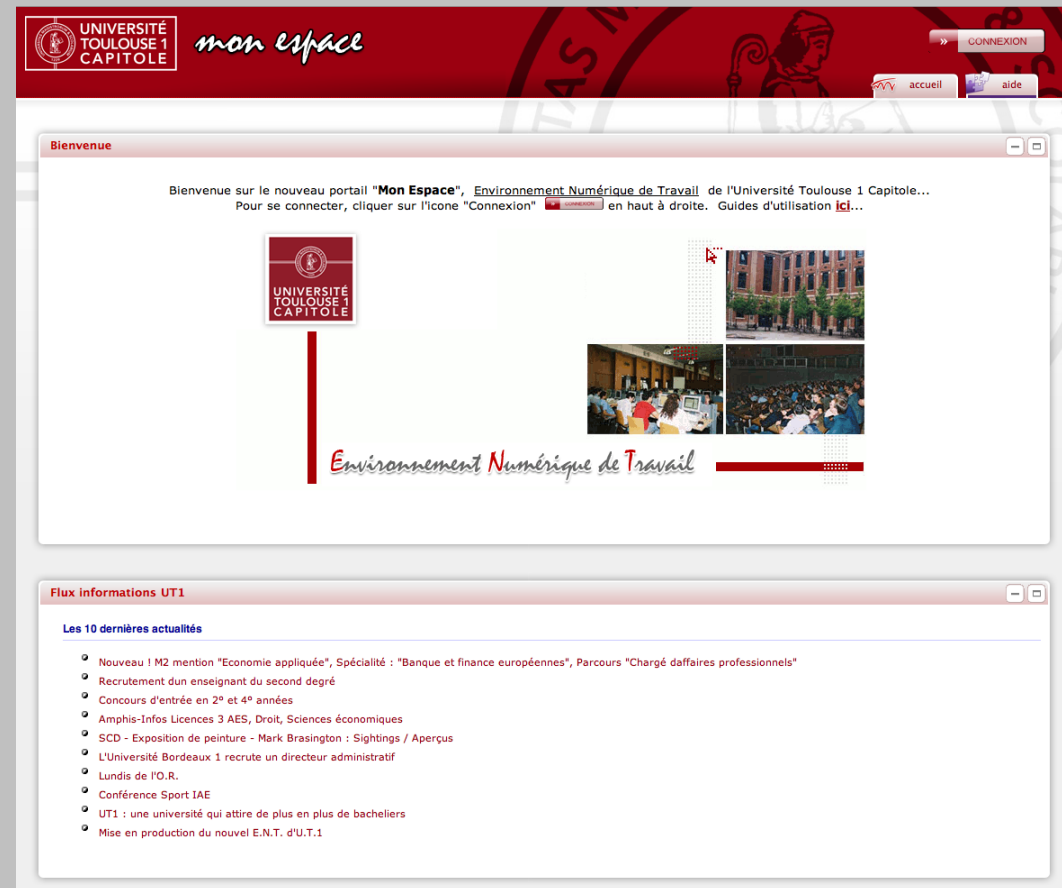 UNIVERSITÉ
TOULOUSE 1
CAPITOLE
mon espace
CONNEXION
accueil
aide
Bienvenue
Bienvenue sur le nouveau portail "Mon Espace", Environnement Numérique de Travail de l'Université Toulouse 1 Capitole...
Pour se connecter, cliquer sur l'icone "Connexion" CONNEXION en haut à droite. Guides d'utilisation ici...
UNIVERSITÉ
TOULOUSE 1
CAPITOLE
Environnement Numérique de Travail
Flux informations UT1
Les 10 dernières actualités
Nouveau ! M2 mention "Economie appliquée", Spécialité : "Banque et finance européennes", Parcours "Chargé daffaires professionnels"
Recrutement dun enseignant du second degré
Concours d'entrée en 2º et 4º années
Amphis-Infos Licences 3 AES, Droit, Sciences économiques
SCD - Exposition de peinture - Mark Brasington : Sightings / Aperçus
L'Université Bordeaux 1 recrute un directeur administratif
Lundis de l'O.R.
Conférence Sport IAE
UT1 : une université qui attire de plus en plus de bacheliers
Mise en production du nouvel E.N.T. d'U.T.1